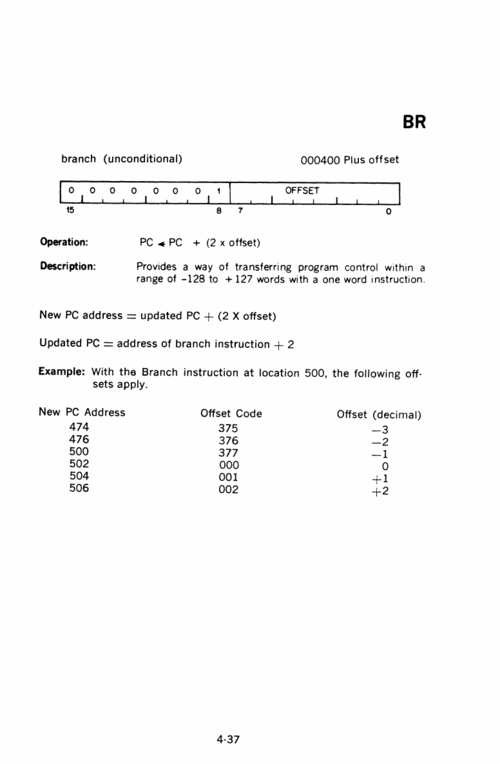 BR
branch (unconditional) 000400 Plus offset
0 0 0 0 0 0 0 1 OFFSET
15 8 7 0
Operation: PC ◄ PC + (2 x offset)
Description: Provides a way of transferring program control within a
range of -128 to +127 words with a one word instruction.
New PC address = updated PC + (2 X offset)
Updated PC = address of branch instruction + 2
Example: With the Branch instruction at location 500, the following off-
sets apply.
New PC Address Offset Code Offset (decimal)
474 375 —3
476 376 —2
500 377 —1
502 000 0
504 001 +1
506 002 +2
4-37